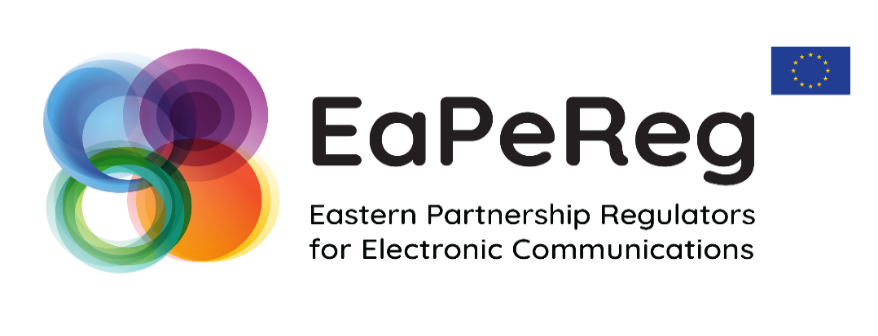 EaPeReg
Eastern Partnership Regulators
for Electronic Communications